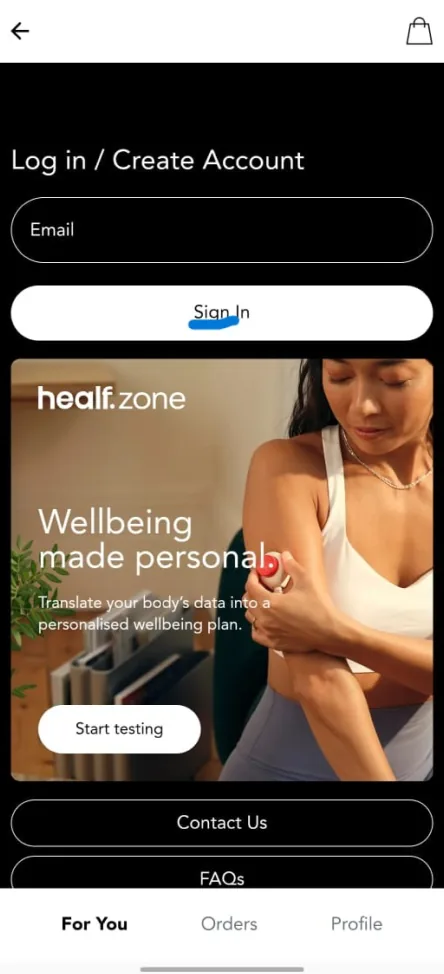 Log in / Create Account
Email
Sign In
healf.zone
Wellbeing
made personal.
Translate your body's data into a
personalised wellbeing plan.
Start testing
Contact Us
FAQs
For You
Orders
Profile